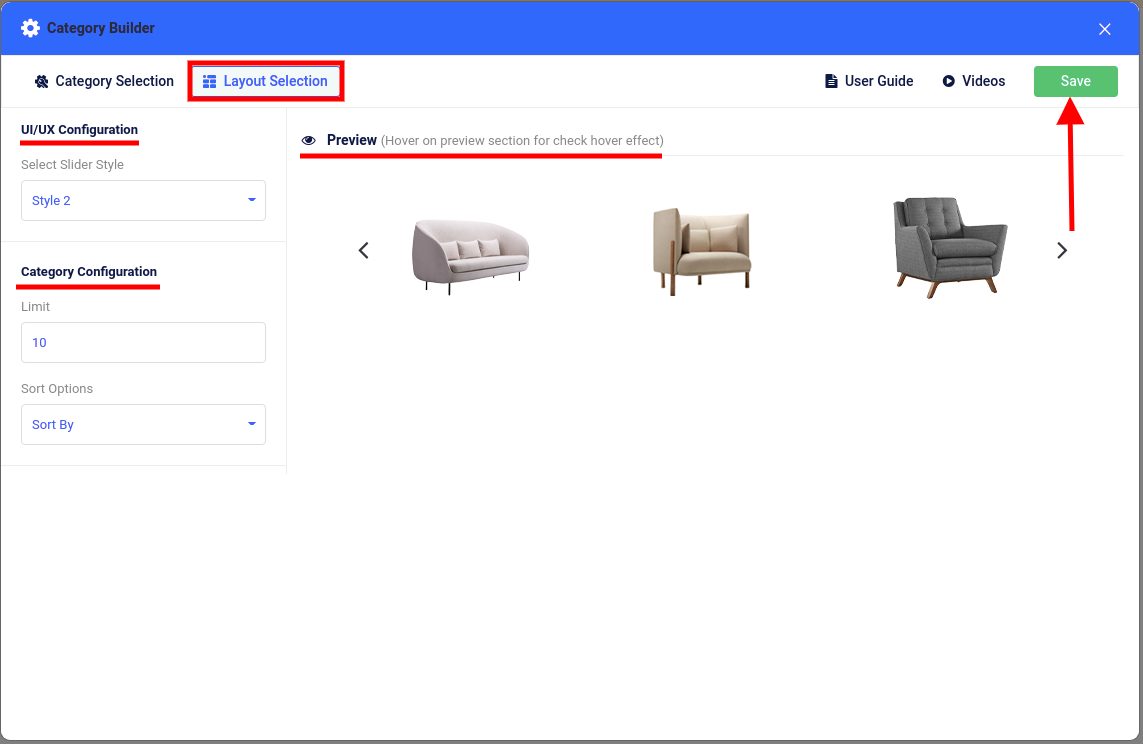 Category Builder
Category Selection
Layout Selection
User Guide
Videos
Save
UI/UX Configuration
Select Slider Style
Style 2
Category Configuration
Limit
10
Sort Options
Sort By
Preview (Hover on preview section for check hover effect)